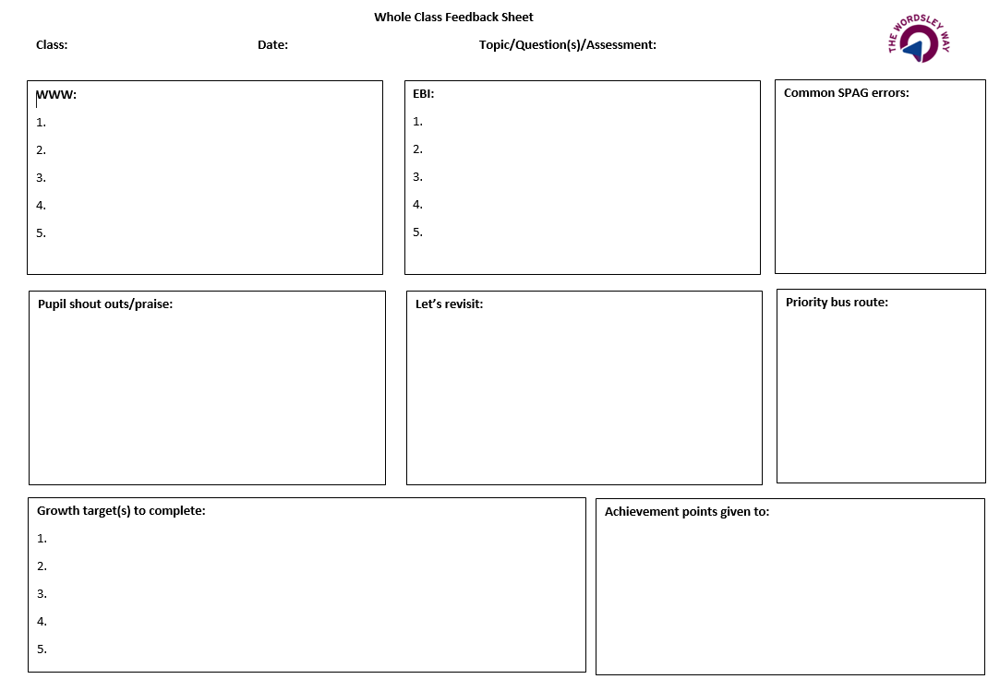 Whole Class Feedback Sheet
THE WORDSLEY WAY
Class: Date: Topic/Question(s)/Assessment:
WWW:
1.
2.
3.
4.
5.
EBI:
1.
2.
3.
4.
5.
Common SPAG errors:
Pupil shout outs/praise:
Let's revisit:
Priority bus route:
Growth target(s) to complete:
1.
2.
3.
4.
5.
Achievement points given to: